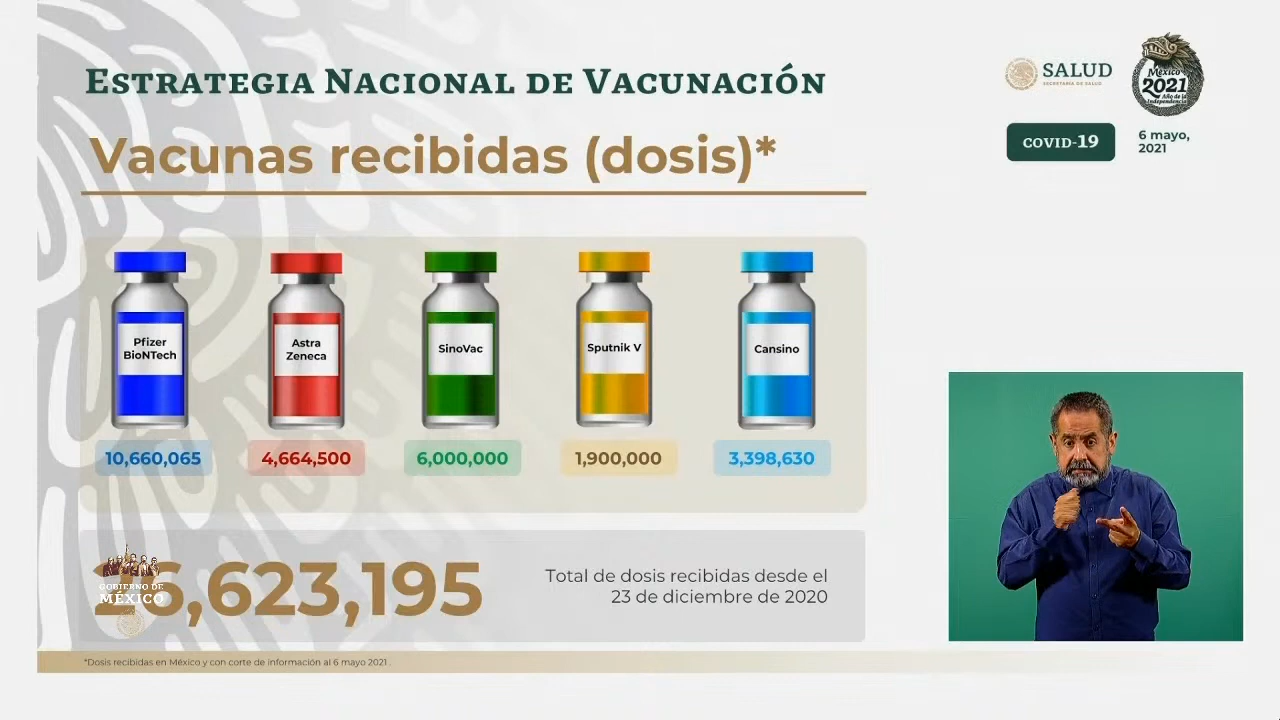 ESTRATEGIA NACIONAL DE VACUNACIÓN
Vacunas recibidas (dosis)*
SALUD
SECRETARÍA DE SALUD
México
2021
Año de la
Independencia
COVID-19
6 mayo,
2021
Pfizer
BioNTech
Astra
Zeneca
SinoVac
Sputnik V
Cansino
10,660,065
4,664,500
6,000,000
1,900,000
3,398,630
26,623,195
GOBIERNO DE
MÉXICO
Total de dosis recibidas desde el
23 de diciembre de 2020
*Dosis recibidas en México y con corte de información al 6 mayo 2021.